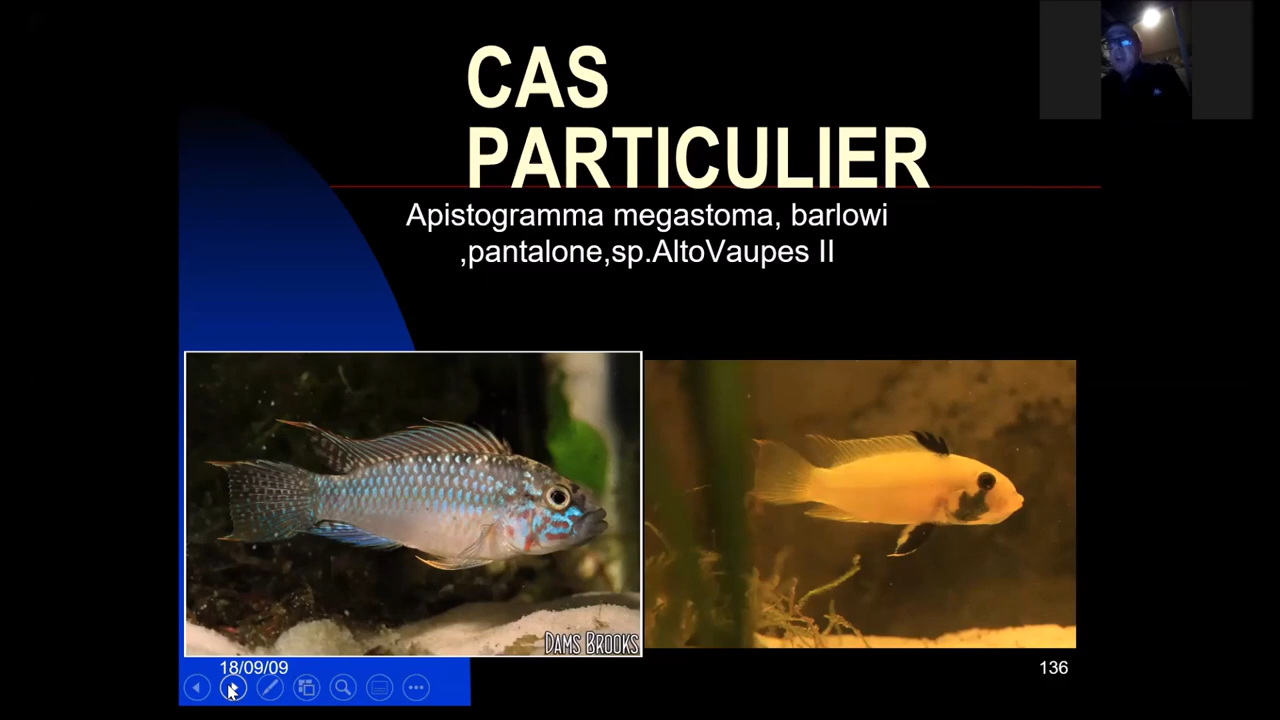 CAS
PARTICULIER
Apistogramma megastoma, barlowi
,pantalone,sp.AltoVaupes II
DAMS BROOKS
18/09/09
136